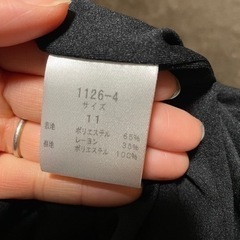 1126-4
サイズ
11
表地 ポリエステル 65%
レーヨン 35%
裏地 ポリエステル 100%